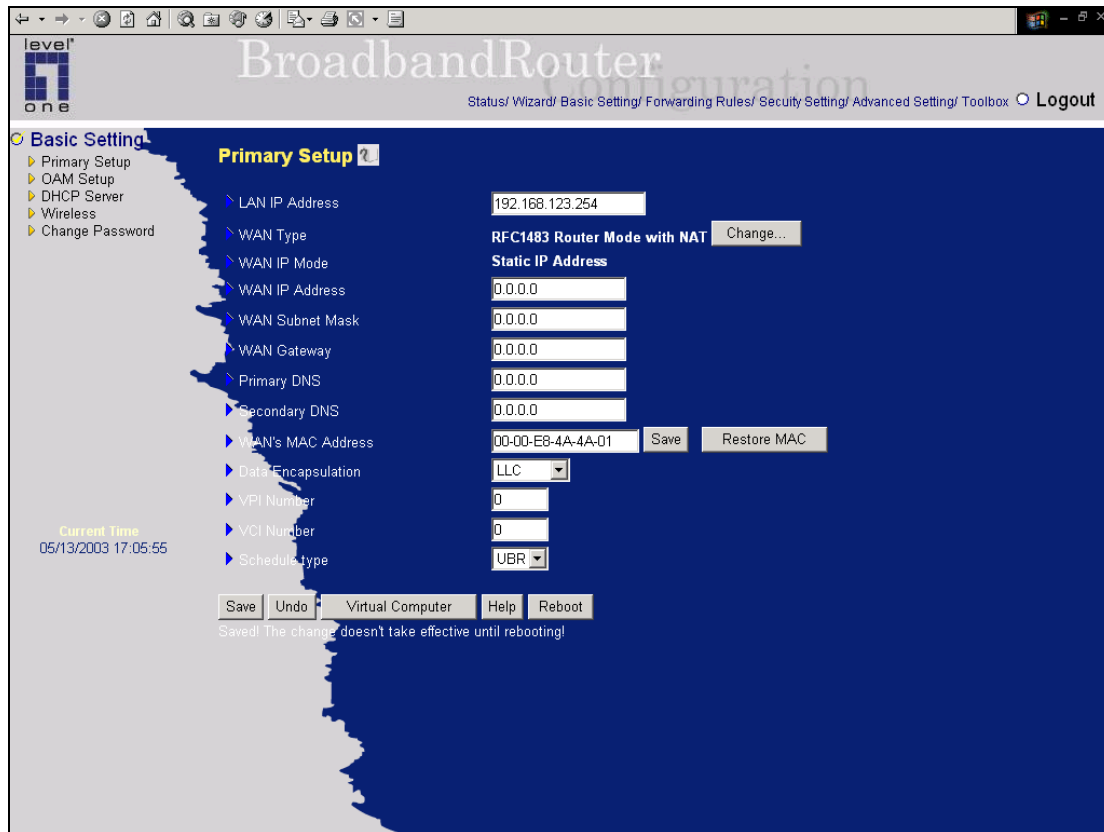 level
one
BroadbandRouter
Configuration
Status/ Wizard/ Basic Setting/ Forwarding Rules/ Secuity Setting/ Advanced Setting/ Toolbox Logout
Basic Setting
Primary Setup
OAM Setup
DHCP Server
Wireless
Change Password
Current Time
05/13/2003 17:05:55
Primary Setup
LAN IP Address 192.168.123.254
WAN Type RFC1483 Router Mode with NAT Change...
WAN IP Mode Static IP Address
WAN IP Address 0.0.0.0
WAN Subnet Mask 0.0.0.0
WAN Gateway 0.0.0.0
Primary DNS 0.0.0.0
Secondary DNS 0.0.0.0
WAN's MAC Address 00-00-E8-4A-4A-01 Save Restore MAC
Data Encapsulation LLC
VPI Number 0
VCI Number 0
Schedule type UBR
Save Undo Virtual Computer Help Reboot
Saved! The change doesn't take effective until rebooting!